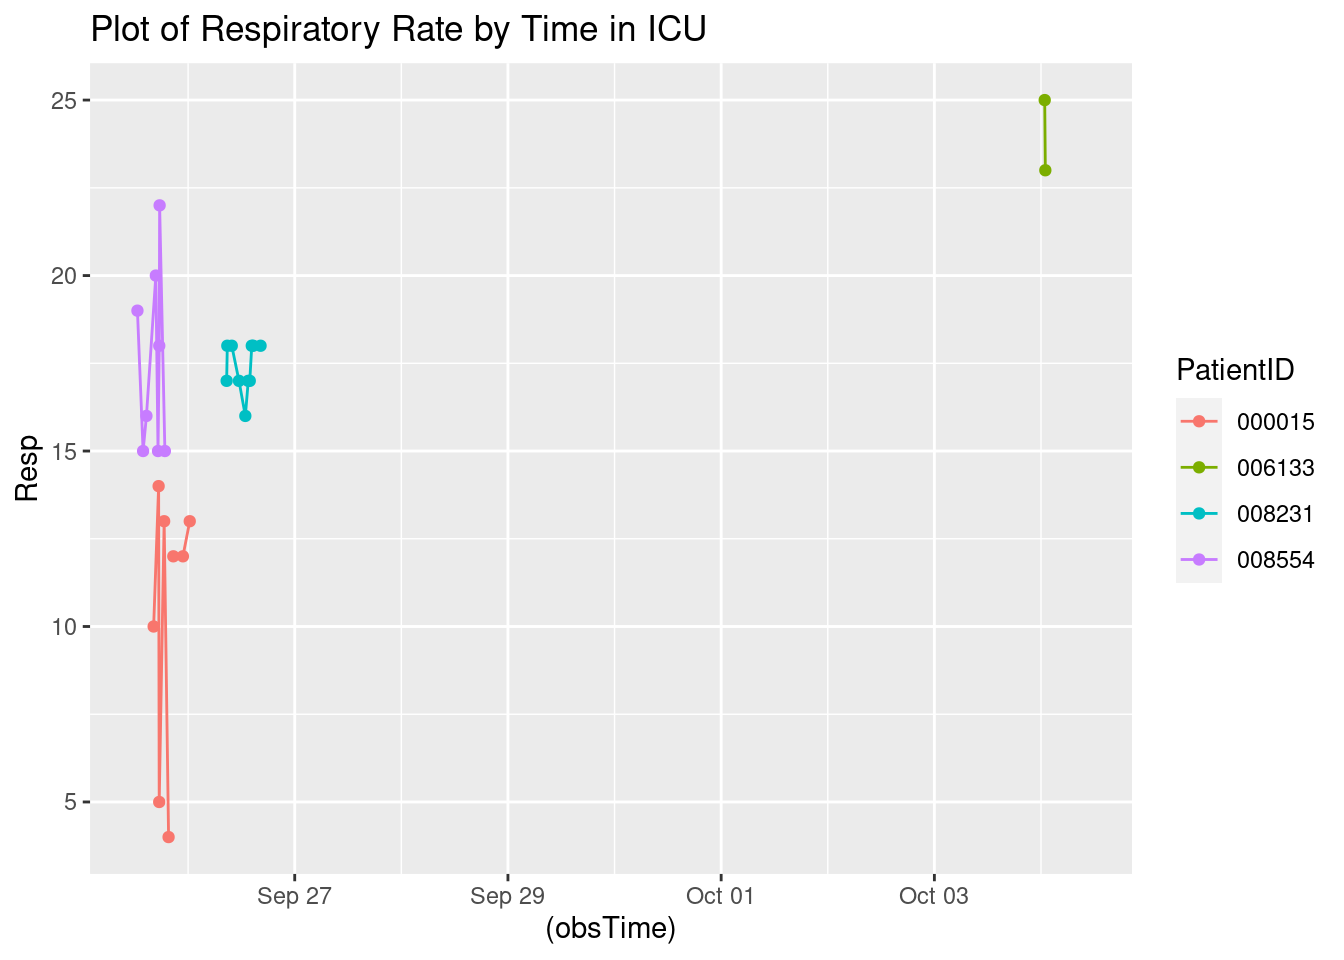 Plot of Respiratory Rate by Time in ICU
25
20
15
10
5
Resp
Sep 27
Sep 29
Oct 01
Oct 03
(obsTime)
PatientID
000015
006133
008231
008554